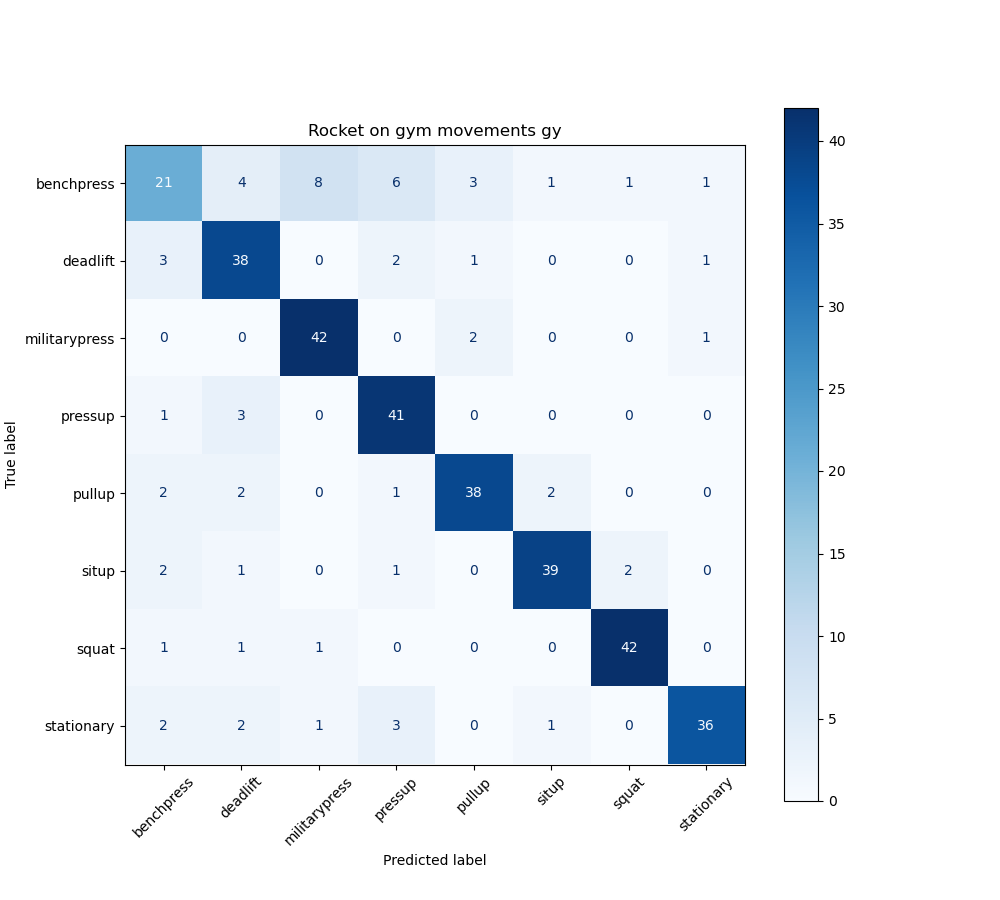 Rocket on gym movements gy
benchpress 21 4 8 6 3 1 1 1
deadlift 3 38 0 2 1 0 0 1
militarypress 0 0 42 0 2 0 0 1
pressup 1 3 0 41 0 0 0 0
pullup 2 2 0 1 38 2 0 0
situp 2 1 0 1 0 39 2 0
squat 1 1 1 0 0 0 42 0
stationary 2 2 1 3 0 1 0 36
benchpress deadlift militarypress pressup pullup situp squat stationary
Predicted label
True label
40
35
30
25
20
15
10
5
0